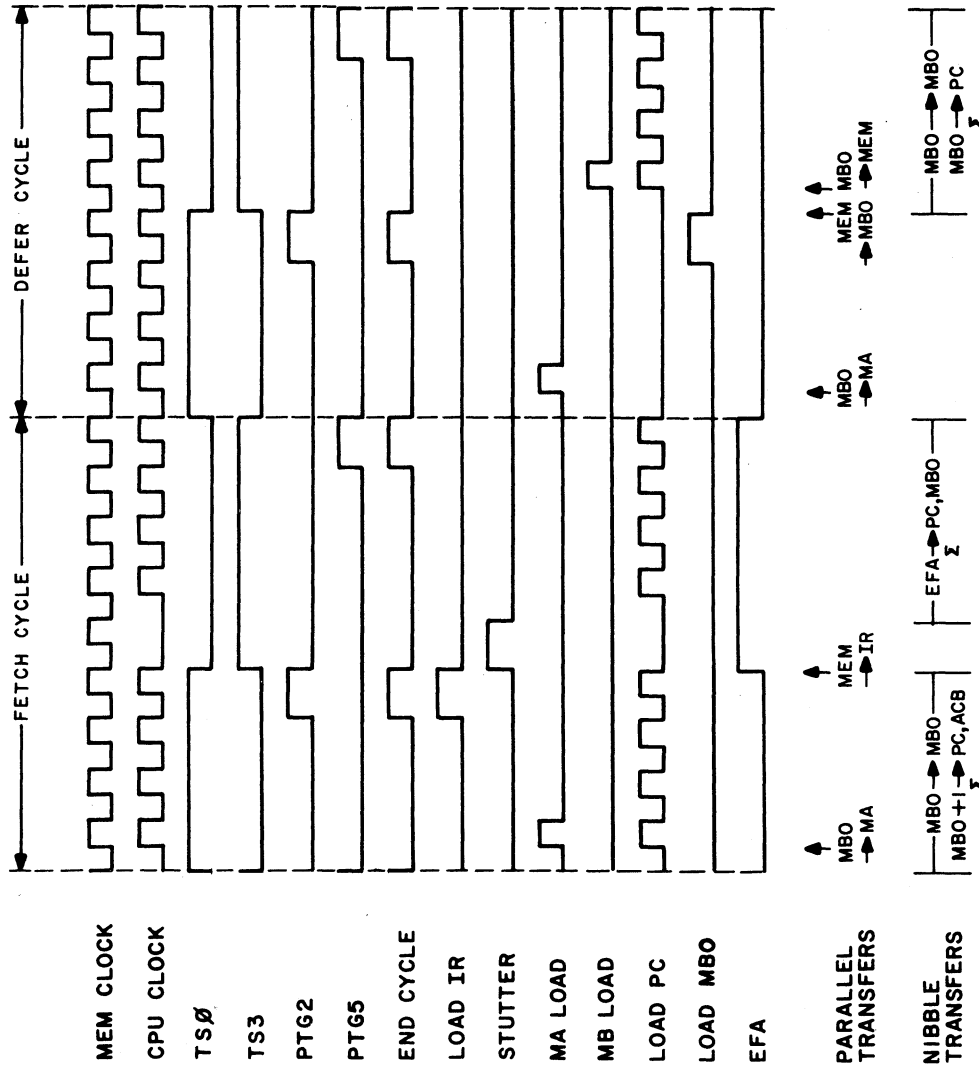 FETCH CYCLE
DEFER CYCLE
MEM CLOCK
CPU CLOCK
TSØ
TS3
PTG2
PTG5
END CYCLE
LOAD IR
STUTTER
MA LOAD
MB LOAD
LOAD PC
LOAD MBO
EFA
PARALLEL
TRANSFERS
MBO
→MA
MEM
→IR
MBO
→MA
MEM
→MBO
MBO
→MEM
NIBBLE
TRANSFERS
MBO→MBO
MBO+1→PC,ACB
Σ
EFA→PC,MBO
Σ
MBO→MBO
MBO→PC
Σ